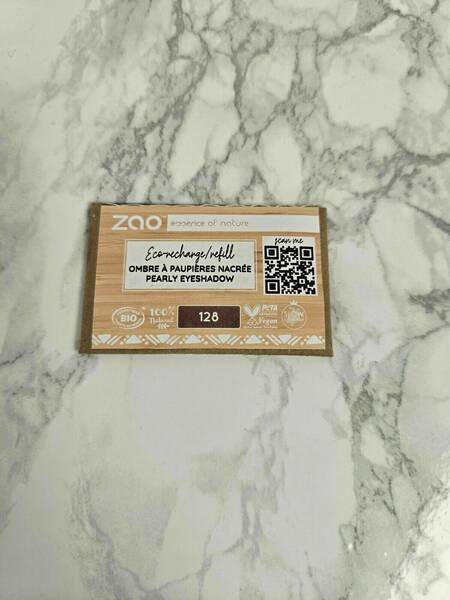 ZAO essence of nature
scan me
Eco-recharge/refill
OMBRE À PAUPIÈRES NACRÉE
PEARLY EYESHADOW
BIO
100%
Natural
128
PETA
Vegan
SLOW